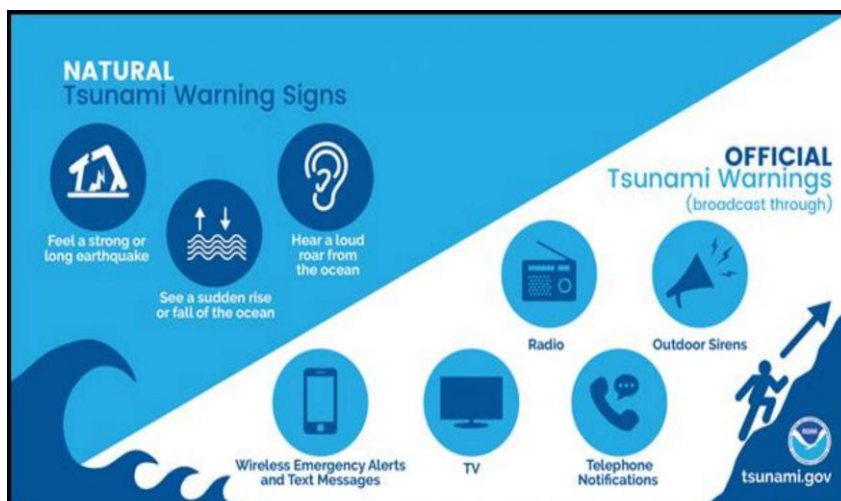 NATURAL
Tsunami Warning Signs
Feel a strong or
long earthquake
See a sudden rise
or fall of the ocean
Hear a loud
roar from
the ocean
OFFICIAL
Tsunami Warnings
(broadcast through)
Radio
Outdoor Sirens
Wireless Emergency Alerts
and Text Messages
TV
Telephone
Notifications
tsunami.gov